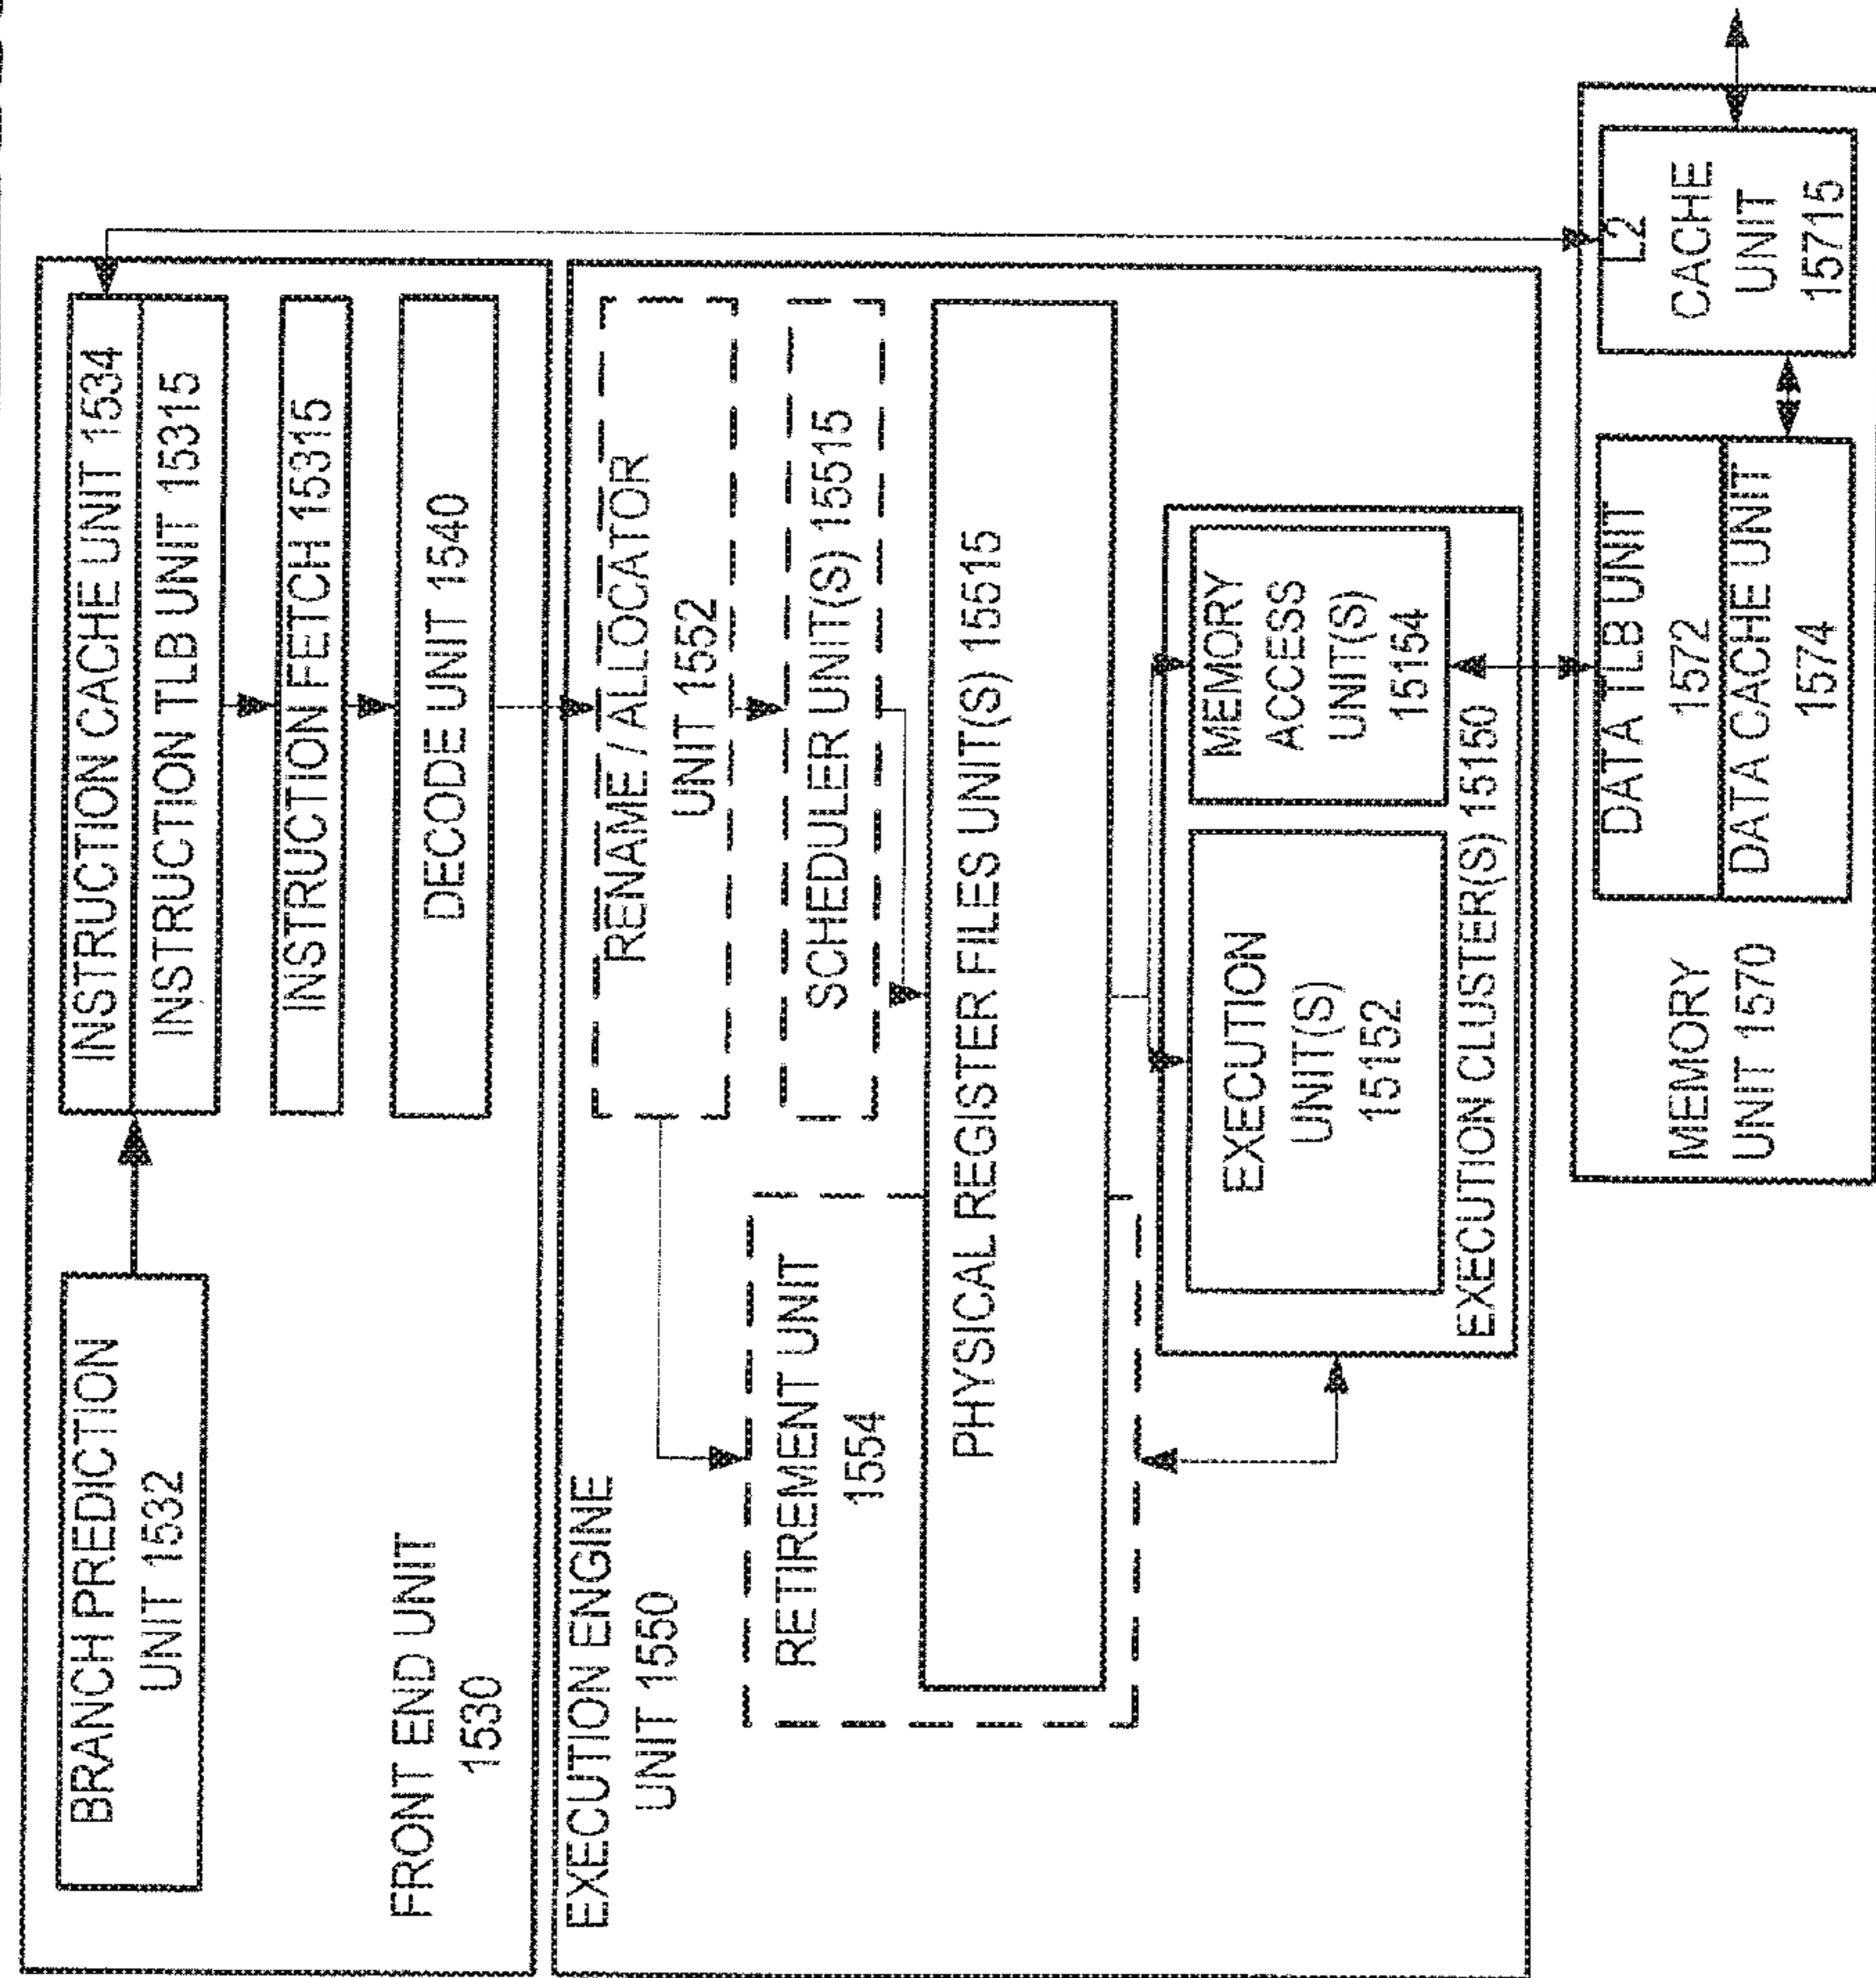 BRANCH PREDICTION
UNIT 1532
INSTRUCTION CACHE UNIT 1534
INSTRUCTION TLB UNIT 15315
INSTRUCTION FETCH 15315
DECODE UNIT 1540
FRONT END UNIT
1530
EXECUTION ENGINE
UNIT 1550
RENAME / ALLOCATOR
UNIT 1552
SCHEDULER UNIT(S) 15515
RETIREMENT UNIT
1554
PHYSICAL REGISTER FILES UNIT(S) 15515
EXECUTION
UNIT(S)
15152
MEMORY
ACCESS
UNIT(S)
15154
EXECUTION CLUSTER(S) 15150
MEMORY
UNIT 1570
DATA TLB UNIT
1572
DATA CACHE UNIT
1574
L2
CACHE
UNIT
15715